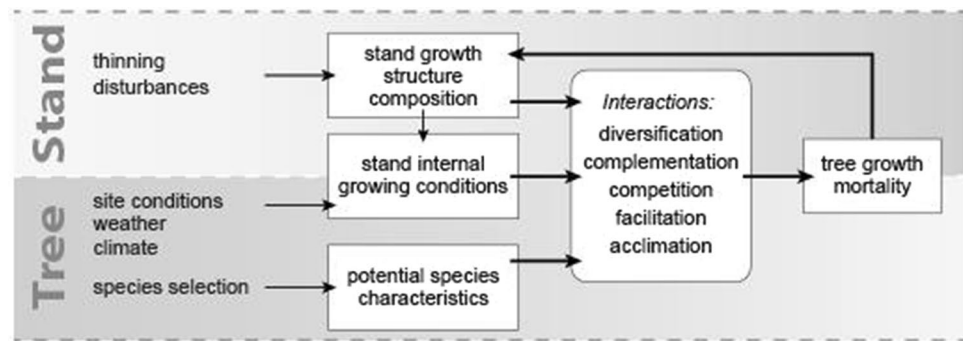 Stand
thinning
disturbances
stand growth
structure
composition
stand internal
growing conditions
Interactions:
diversification
complementation
competition
facilitation
acclimation
tree growth
mortality
Tree
site conditions
weather
climate
species selection
potential species
characteristics